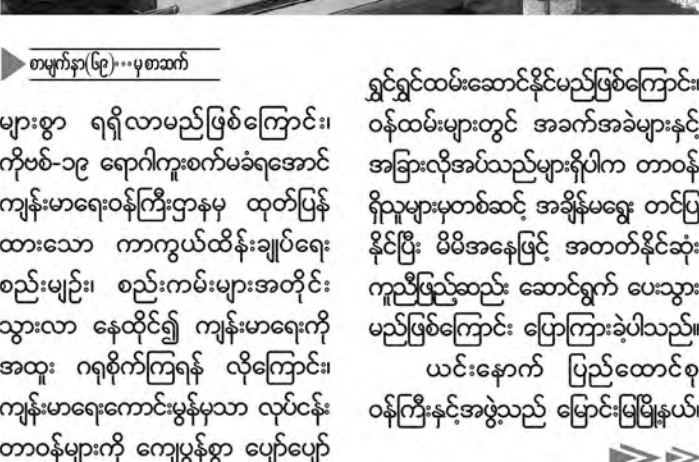 စာမျက်နာ(၆၉)•••မှစာဆက်
များစွာ ရရှိလာမည်ဖြစ်ကြောင်း၊
ကိုဗစ်-၁၉ ရောဂါကူးစက်မခံရအောင်
ကျန်းမာရေးဝန်ကြီးဌာနမှ ထုတ်ပြန်
ထားသော ကာကွယ်ထိန်းချုပ်ရေး
စည်းမျဉ်း၊ စည်းကမ်းများအတိုင်း
သွားလာ နေထိုင်၍ ကျန်းမာရေးကို
အထူး ဂရုစိုက်ကြရန် လိုကြောင်း၊
ကျန်းမာရေးကောင်းမွန်မှသာ လုပ်ငန်း
တာဝန်များကို ကျေပွန်စွာ ပျော်ပျော်
ရွှင်ရွှင်ထမ်းဆောင်နိုင်မည်ဖြစ်ကြောင်း၊
ဝန်ထမ်းများတွင် အခက်အခဲများနှင့်
အခြားလိုအပ်သည်များရှိပါက တာဝန်
ရှိသူများမှတစ်ဆင့် အချိန်မရွေး တင်ပြ
နိုင်ပြီး မိမိအနေဖြင့် အတတ်နိုင်ဆုံး
ကူညီဖြည့်ဆည်း ဆောင်ရွက် ပေးသွား
မည်ဖြစ်ကြောင်း ပြောကြားခဲ့ပါသည်။
ယင်းနောက် ပြည်ထောင်စု
ဝန်ကြီးနှင့်အဖွဲ့သည် မြောင်းမြမြို့နယ်၊